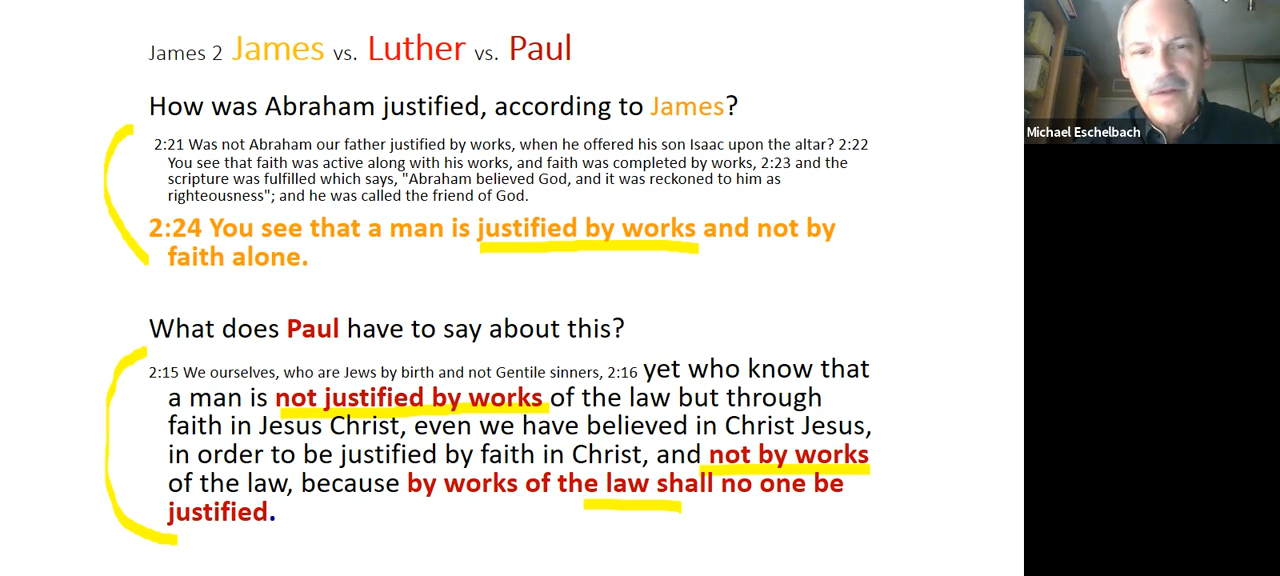 James 2 James vs. Luther vs. Paul
How was Abraham justified, according to James?
2:21 Was not Abraham our father justified by works, when he offered his son Isaac upon the altar? 2:22
You see that faith was active along with his works, and faith was completed by works, 2:23 and the
scripture was fulfilled which says, "Abraham believed God, and it was reckoned to him as
righteousness"; and he was called the friend of God.
2:24 You see that a man is justified by works and not by
faith alone.
What does Paul have to say about this?
2:15 We ourselves, who are Jews by birth and not Gentile sinners, 2:16 yet who know that
a man is not justified by works of the law but through
faith in Jesus Christ, even we have believed in Christ Jesus,
in order to be justified by faith in Christ, and not by works
of the law, because by works of the law shall no one be
justified.
Michael Eschelbach